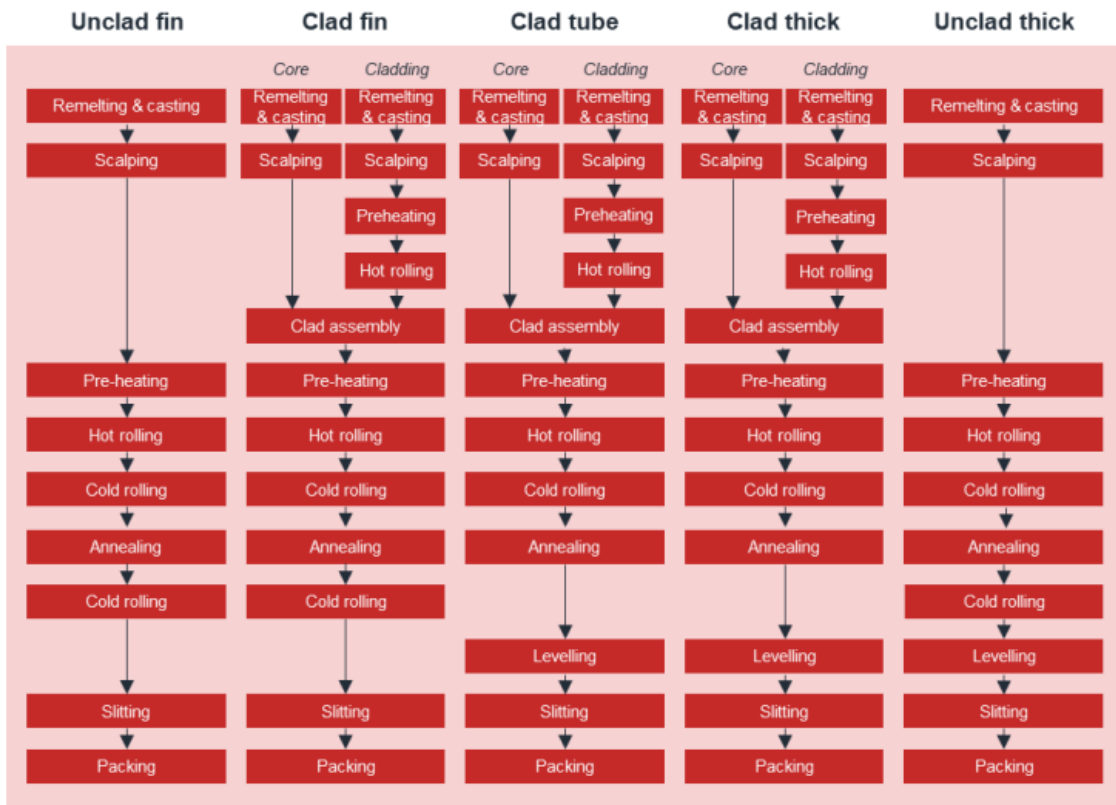 Unclad fin
Clad fin
Clad tube
Clad thick
Unclad thick
Core
Cladding
Core
Cladding
Core
Cladding
Remelting & casting
Remelting
& casting
Remelting
& casting
Remelting
& casting
Remelting
& casting
Remelting
& casting
Remelting
& casting
Remelting & casting
Scalping
Scalping
Scalping
Scalping
Scalping
Scalping
Scalping
Scalping
Preheating
Preheating
Preheating
Hot rolling
Hot rolling
Hot rolling
Clad assembly
Clad assembly
Clad assembly
Pre-heating
Pre-heating
Pre-heating
Pre-heating
Pre-heating
Hot rolling
Hot rolling
Hot rolling
Hot rolling
Hot rolling
Cold rolling
Cold rolling
Cold rolling
Cold rolling
Cold rolling
Annealing
Annealing
Annealing
Annealing
Annealing
Cold rolling
Cold rolling
Cold rolling
Levelling
Levelling
Levelling
Slitting
Slitting
Slitting
Slitting
Slitting
Packing
Packing
Packing
Packing
Packing